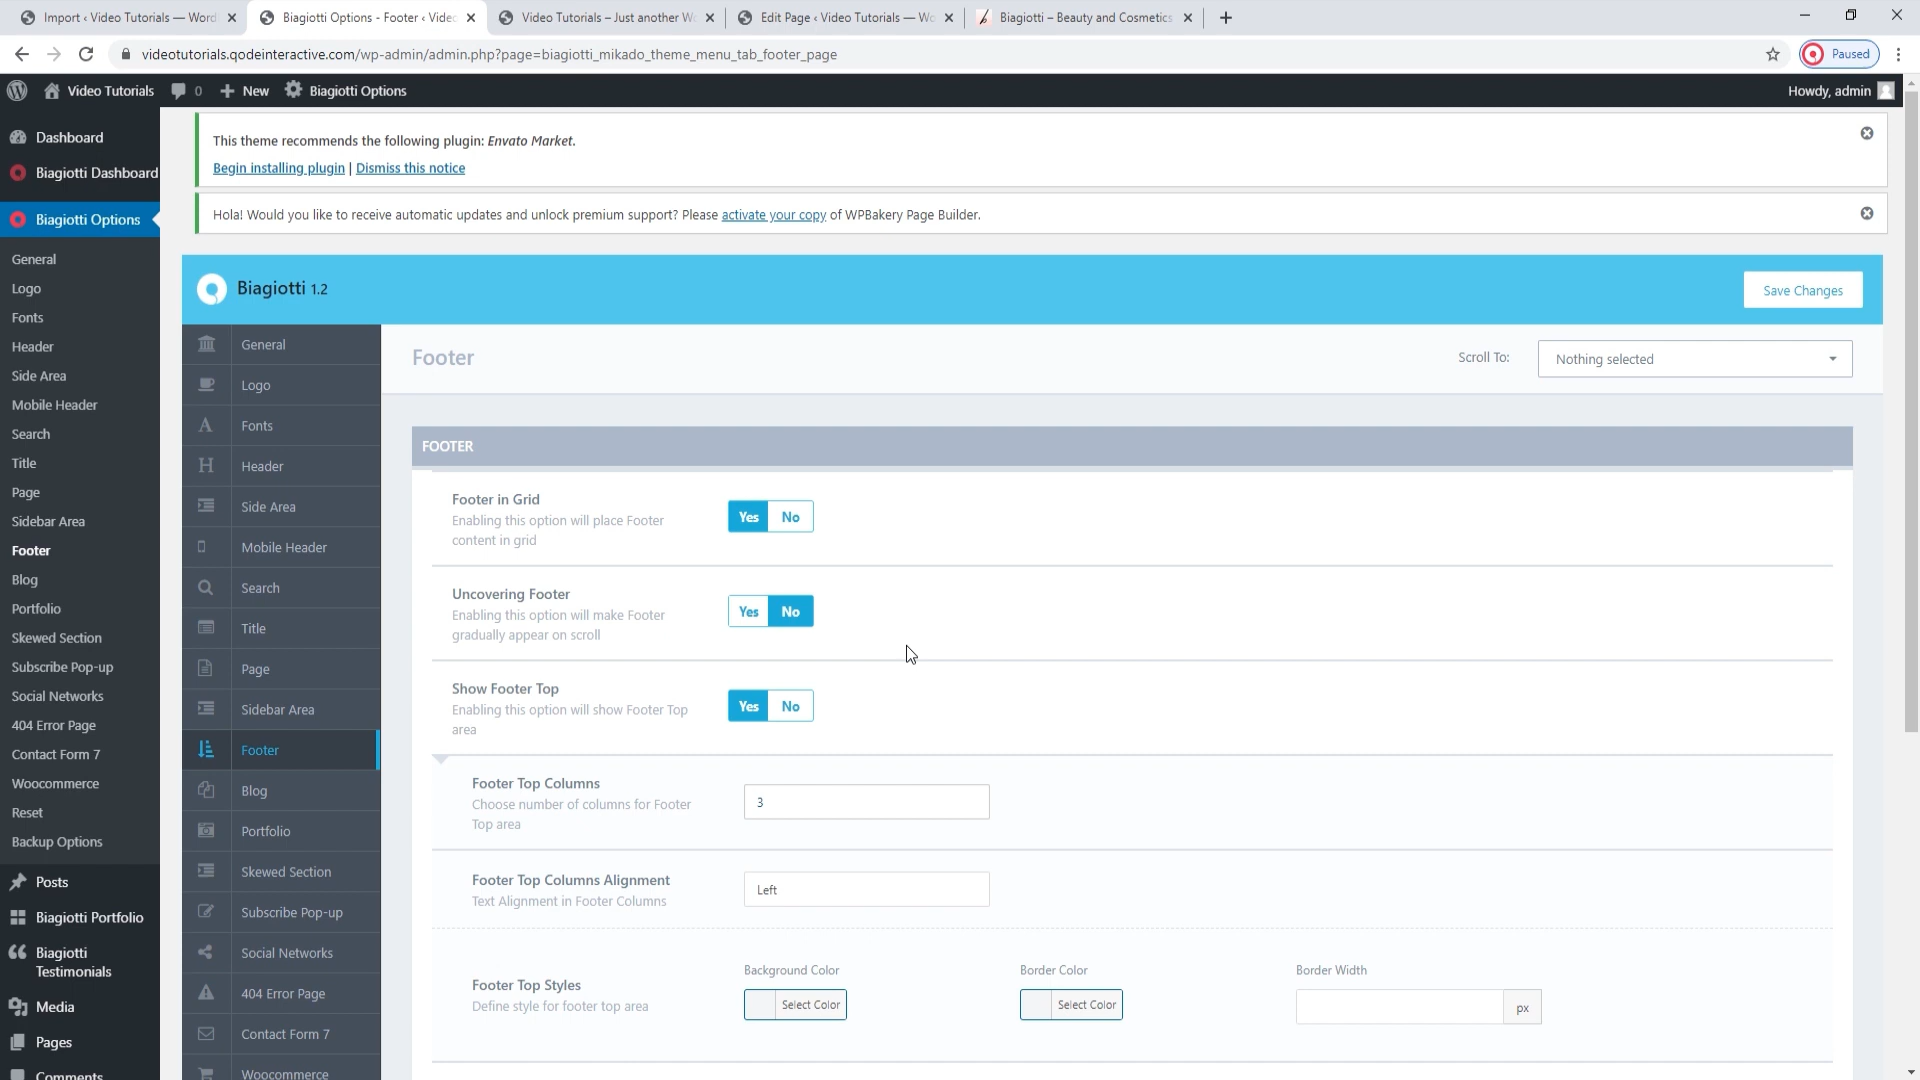 Import ‹ Video Tutorials — Word
Biagiotti Options - Footer ‹ Video
Video Tutorials – Just another W
Edit Page ‹ Video Tutorials — Wo
Biagiotti – Beauty and Cosmetics
videotutorials.qodeinteractive.com/wp-admin/admin.php?page=biagiotti_mikado_theme_menu_tab_footer_page
Paused
Video Tutorials
0
New
Biagiotti Options
Howdy, admin
Dashboard
Biagiotti Dashboard
Biagiotti Options
General
Logo
Fonts
Header
Side Area
Mobile Header
Search
Title
Page
Sidebar Area
Footer
Blog
Portfolio
Skewed Section
Subscribe Pop-up
Social Networks
404 Error Page
Contact Form 7
Woocommerce
Reset
Backup Options
Posts
Biagiotti Portfolio
Biagiotti
Testimonials
Media
Pages
Comments
This theme recommends the following plugin: Envato Market.
Begin installing plugin | Dismiss this notice
Hola! Would you like to receive automatic updates and unlock premium support? Please activate your copy of WPBakery Page Builder.
Biagiotti 1.2
Save Changes
General
Logo
Fonts
Header
Side Area
Mobile Header
Search
Title
Page
Sidebar Area
Footer
Blog
Portfolio
Skewed Section
Subscribe Pop-up
Social Networks
404 Error Page
Contact Form 7
Woocommerce
Footer
Scroll To:
Nothing selected
FOOTER
Footer in Grid
Enabling this option will place Footer
content in grid
Yes No
Uncovering Footer
Enabling this option will make Footer
gradually appear on scroll
Yes No
Show Footer Top
Enabling this option will show Footer Top
area
Yes No
Footer Top Columns
Choose number of columns for Footer
Top area
3
Footer Top Columns Alignment
Text Alignment in Footer Columns
Left
Footer Top Styles
Define style for footer top area
Background Color
Select Color
Border Color
Select Color
Border Width
px